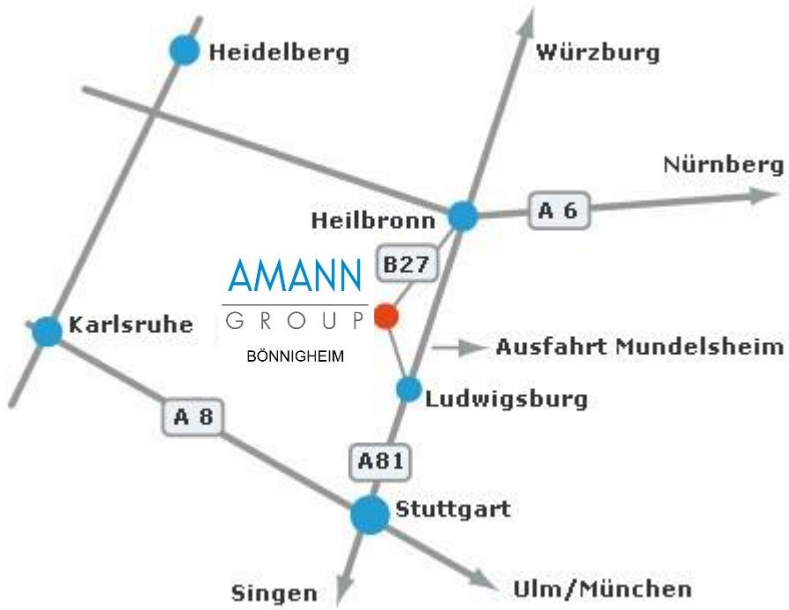 Heidelberg
Würzburg
Nürnberg
A 6
Heilbronn
B27
AMANN
GROUP
BÖNNIGHEIM
Karlsruhe
Ausfahrt Mundelsheim
Ludwigsburg
A 8
A81
Stuttgart
Singen
Ulm/München